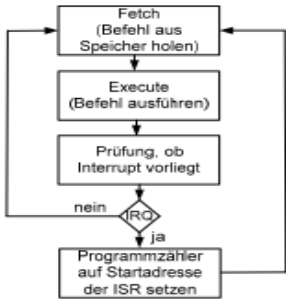 Fetch
(Befehl aus
Speicher holen)
Execute
(Befehl ausführen)
Prüfung, ob
Interrupt vorliegt
nein
IRQ
ja
Programmzähler
auf Startadresse
der ISR setzen